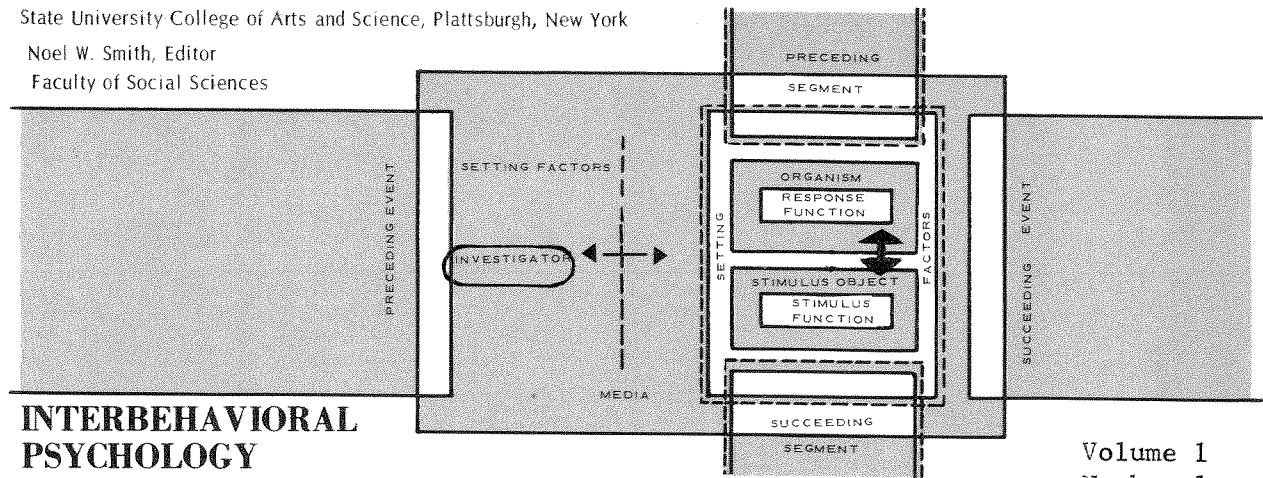 State University College of Arts and Science, Plattsburgh, New York
Noel W. Smith, Editor
Faculty of Social Sciences
PRECEDING
SEGMENT
SETTING FACTORS
PRECEDING EVENT
INVESTIGATOR
MEDIA
SETTING
ORGANISM
RESPONSE
FUNCTION
STIMULUS OBJECT
STIMULUS
FUNCTION
FACTORS
SUCCEEDING EVENT
SUCCEEDING
SEGMENT
INTERBEHAVIORAL
PSYCHOLOGY
Volume 1